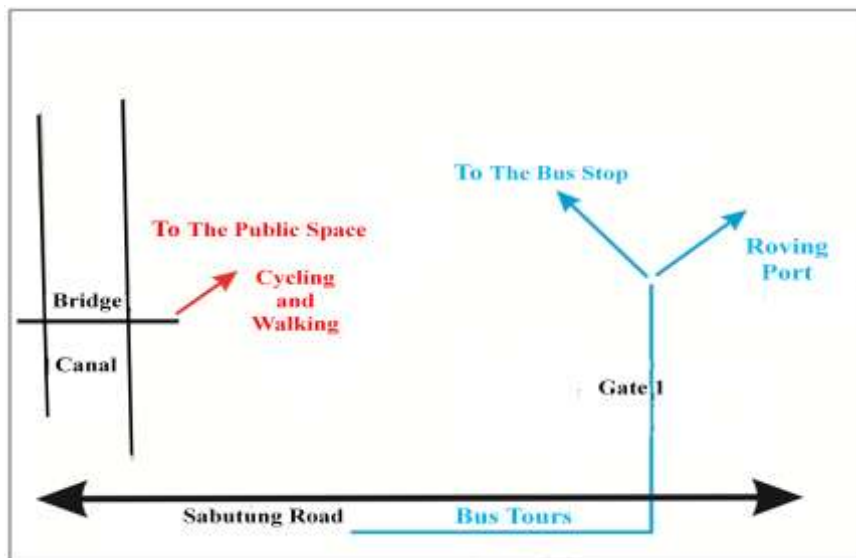 To The Bus Stop
To The Public Space
Roving
Port
Cycling
and
Walking
Bridge
Canal
Gate 1
Sabutung Road
Bus Tours